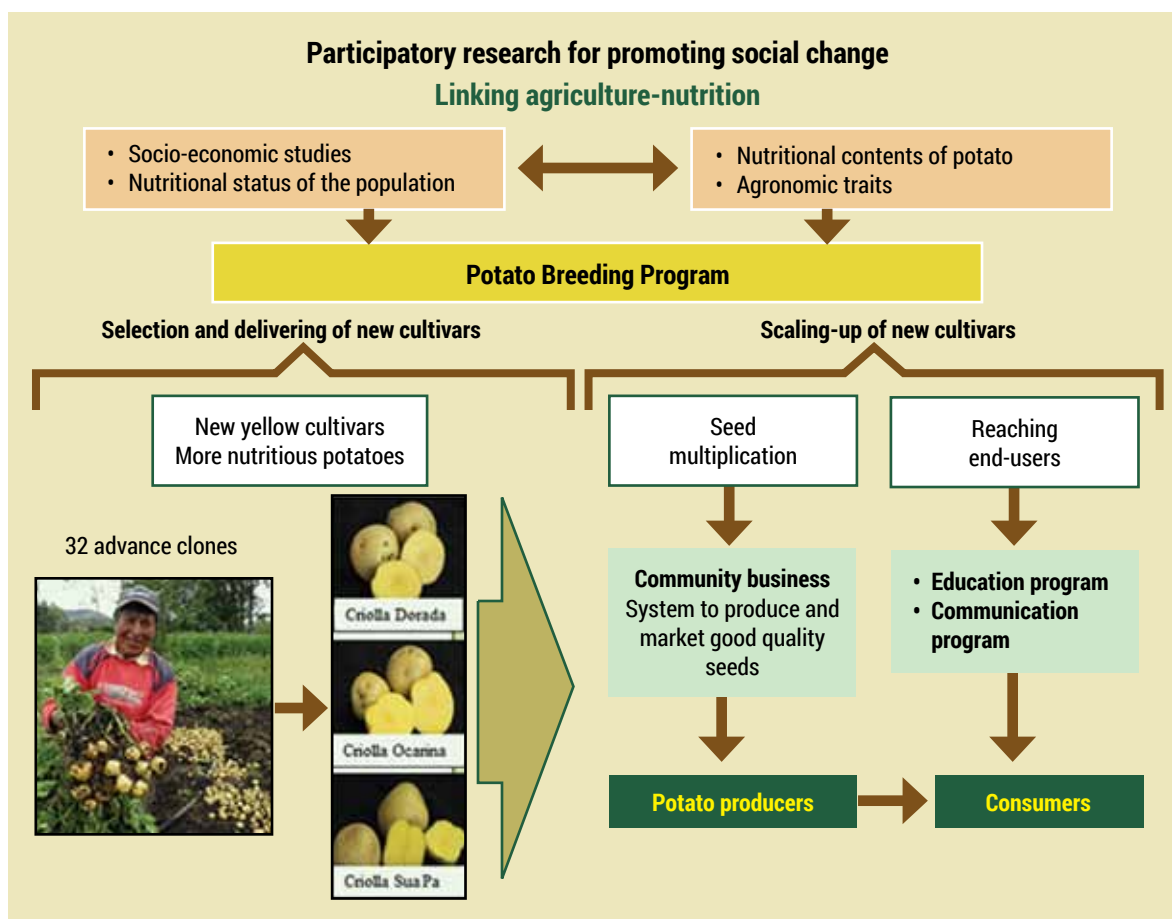 Participatory research for promoting social change
Linking agriculture-nutrition
• Socio-economic studies
• Nutritional status of the population
• Nutritional contents of potato
• Agronomic traits
Potato Breeding Program
Selection and delivering of new cultivars
Scaling-up of new cultivars
New yellow cultivars
More nutritious potatoes
Seed
multiplication
Reaching
end-users
32 advance clones
Criolla Dorada
Criolla Ocarina
Criolla Sua Pa
Community business
System to produce and
market good quality
seeds
• Education program
• Communication
program
Potato producers
Consumers